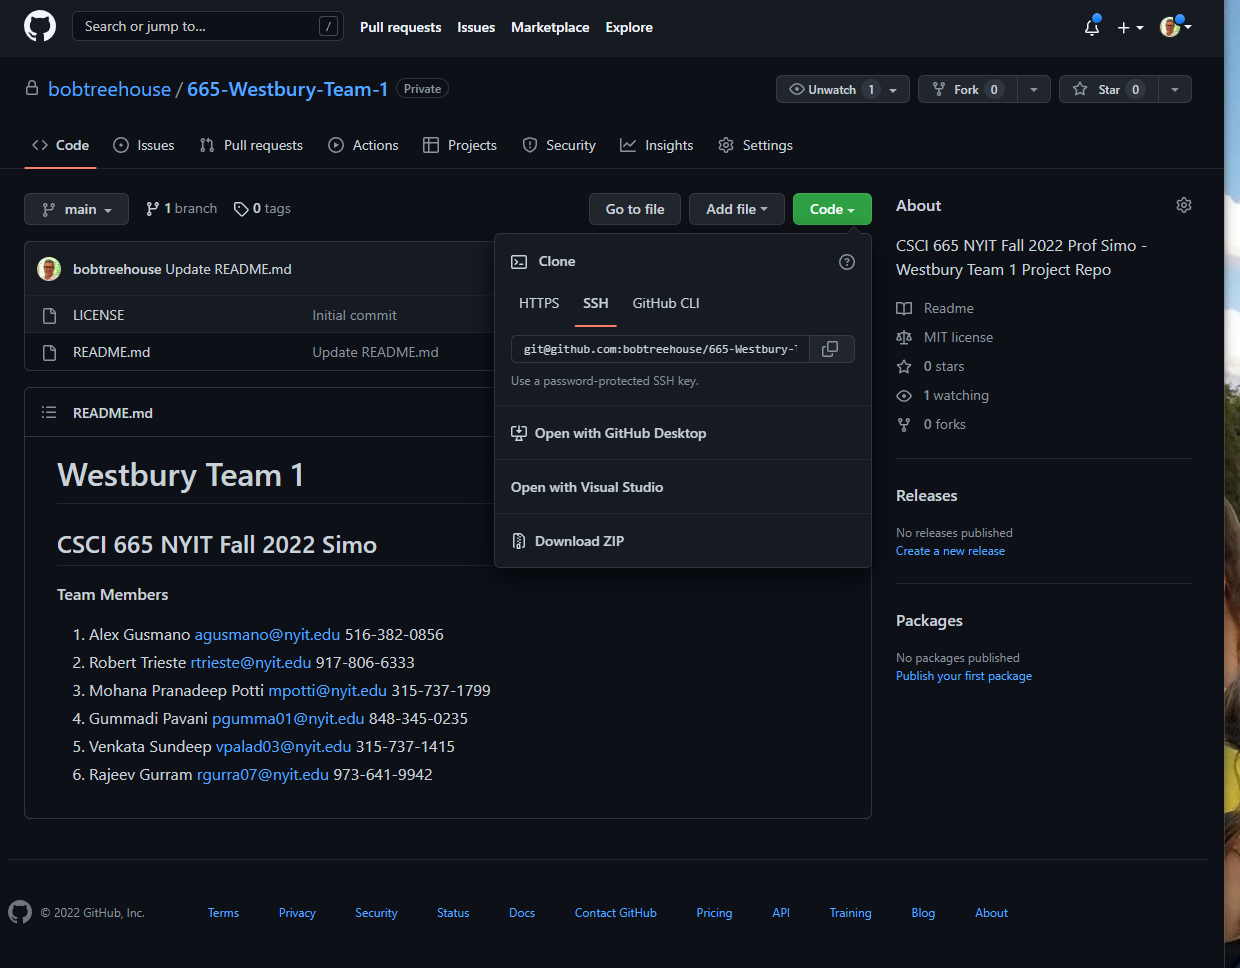 Search or jump to... /
Pull requests Issues Marketplace Explore
bobtreehouse / 665-Westbury-Team-1 Private
Unwatch 1 Fork 0 Star 0
Code Issues Pull requests Actions Projects Security Insights Settings
main 1 branch 0 tags Go to file Add file Code
bobtreehouse Update README.md
LICENSE Initial commit
README.md Update README.md
Clone
HTTPS SSH GitHub CLI
git@github.com:bobtreehouse/665-Westbury-
Use a password-protected SSH key.
Open with GitHub Desktop
Open with Visual Studio
Download ZIP
README.md
Westbury Team 1
CSCI 665 NYIT Fall 2022 Simo
Team Members
1. Alex Gusmano agusmano@nyit.edu 516-382-0856
2. Robert Trieste rtrieste@nyit.edu 917-806-6333
3. Mohana Pranadeep Potti mpotti@nyit.edu 315-737-1799
4. Gummadi Pavani pgumma01@nyit.edu 848-345-0235
5. Venkata Sundeep vpalad03@nyit.edu 315-737-1415
6. Rajeev Gurram rgurra07@nyit.edu 973-641-9942
About
CSCI 665 NYIT Fall 2022 Prof Simo -
Westbury Team 1 Project Repo
Readme
MIT license
0 stars
1 watching
0 forks
Releases
No releases published
Create a new release
Packages
No packages published
Publish your first package
© 2022 GitHub, Inc. Terms Privacy Security Status Docs Contact GitHub Pricing API Training Blog About